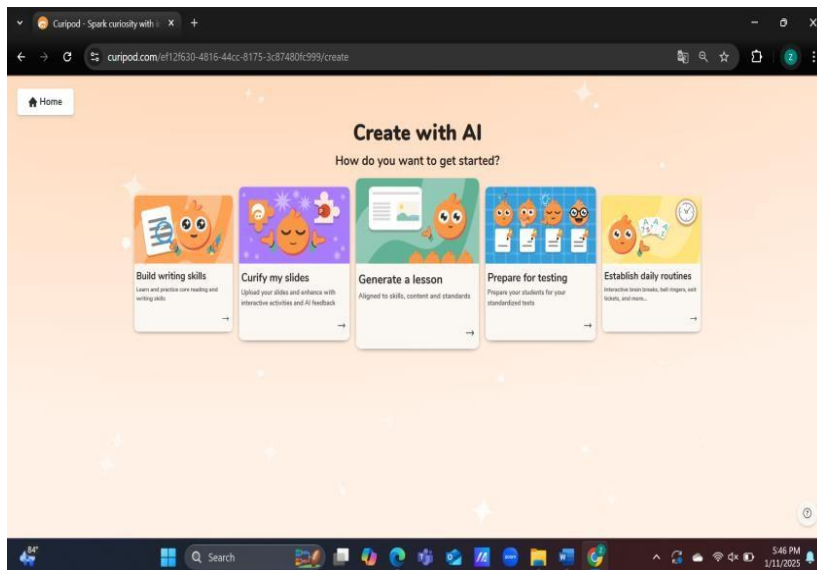 Curipod - Spark curiosity with i
curipod.com/ef12f630-4816-44cc-8175-3c87480fc999/create
Z
Home
Create with AI
How do you want to get started?
Build writing skills
Learn and practice core reading and
writing skills
Curify my slides
Upload your slides and enhance with
interactive activities and AI feedback
Generate a lesson
Aligned to skills, content and standards
Prepare for testing
Prepare your students for your
standardized tests
Establish daily routines
Interactive brain breaks, bell ringers, exit
tickets, and more...
84°
Search
5:46 PM
1/11/2025